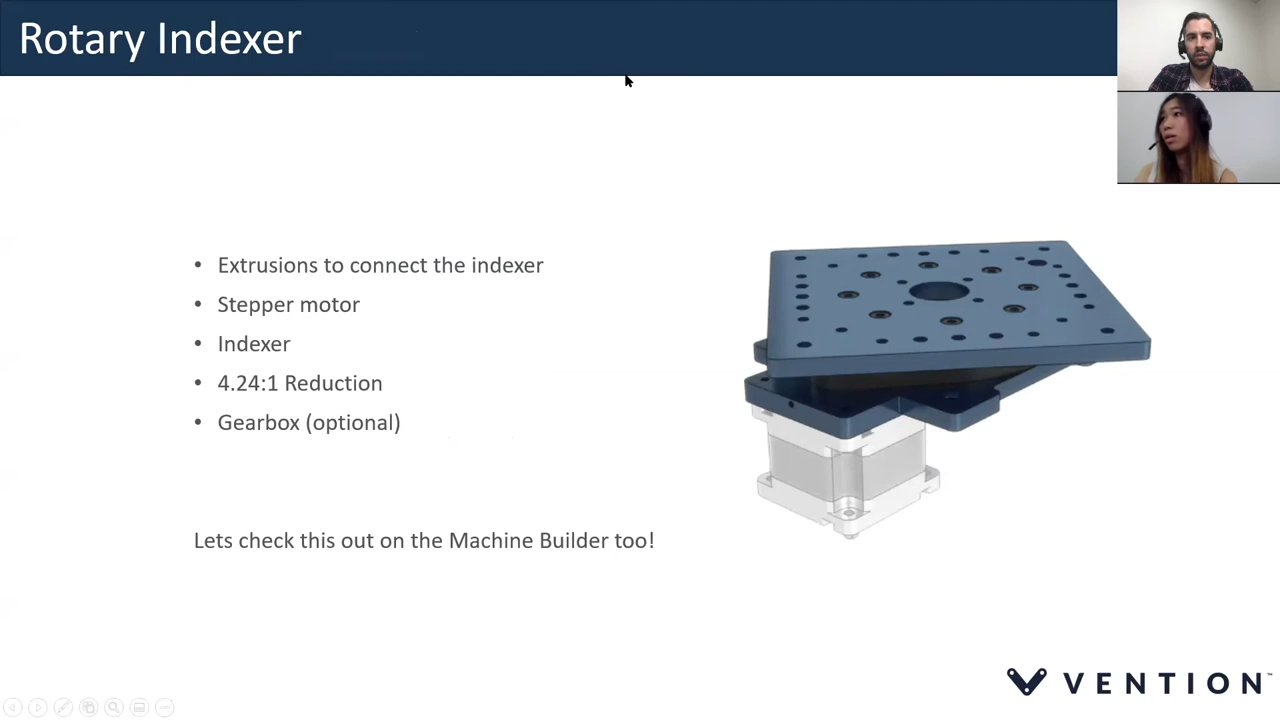 Rotary Indexer
• Extrusions to connect the indexer
• Stepper motor
• Indexer
• 4.24:1 Reduction
• Gearbox (optional)
Lets check this out on the Machine Builder too!
VENTION™